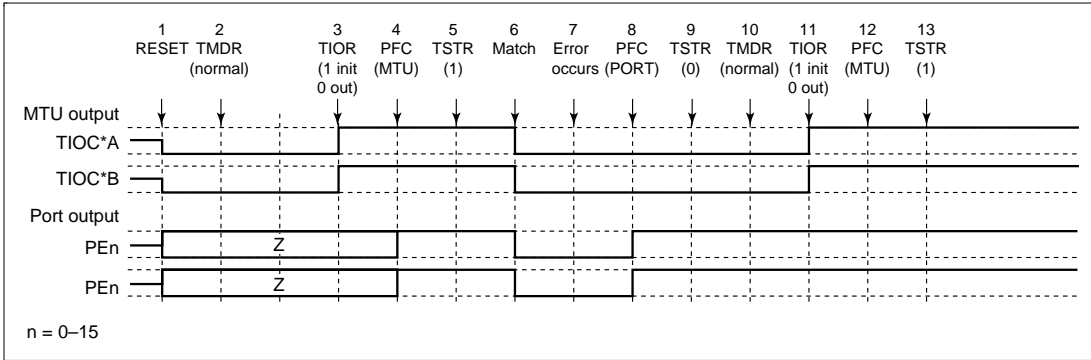 1 2 3 4 5 6 7 8 9 10 11 12 13
RESET TMDR TIOR PFC TSTR Match Error PFC TSTR TMDR TIOR PFC TSTR
(normal) (1 init (MTU) (1) occurs (PORT) (0) (normal) (1 init (MTU) (1)
0 out) 0 out)
MTU output
TIOC*A
TIOC*B
Port output
PEn Z
PEn Z
n = 0–15